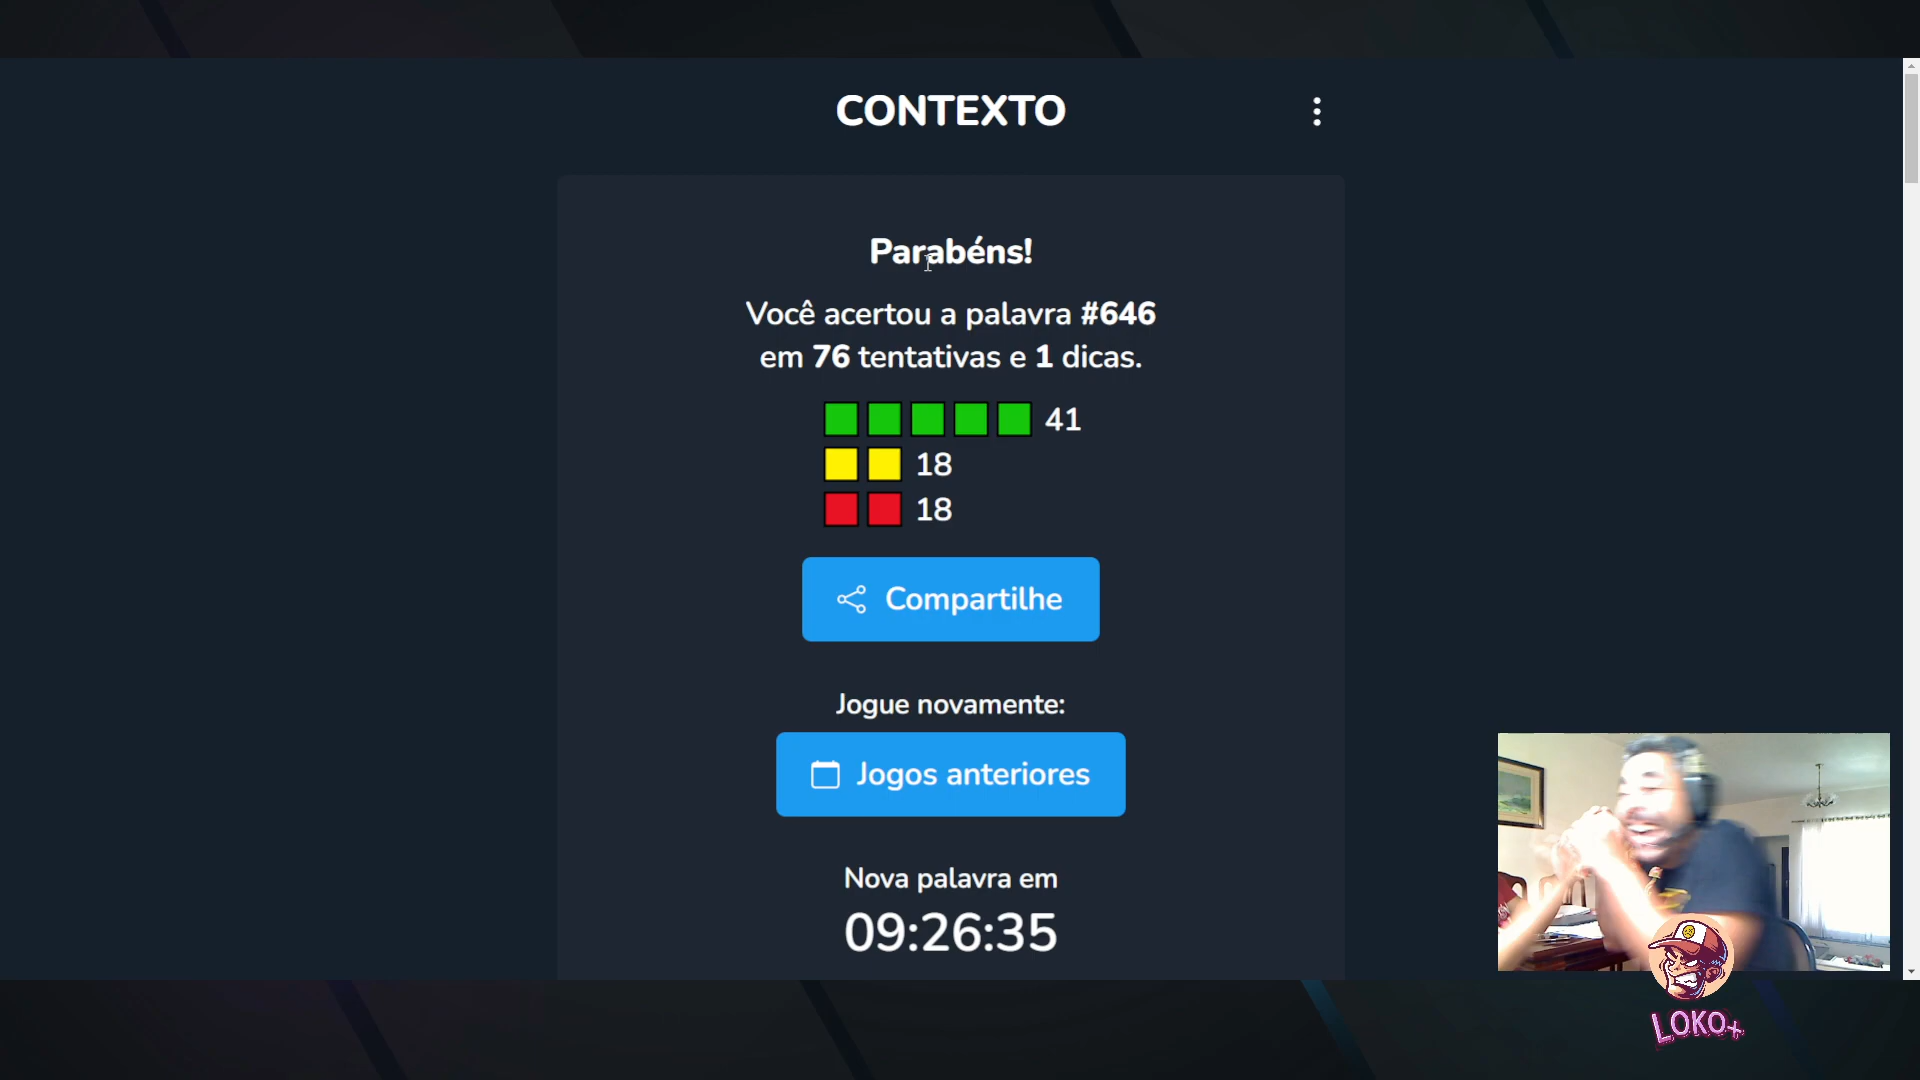 CONTEXTO
Parabéns!
Você acertou a palavra #646
em 76 tentativas e 1 dicas.
41
18
18
Compartilhe
Jogue novamente:
Jogos anteriores
Nova palavra em
09:26:35
LOKO+